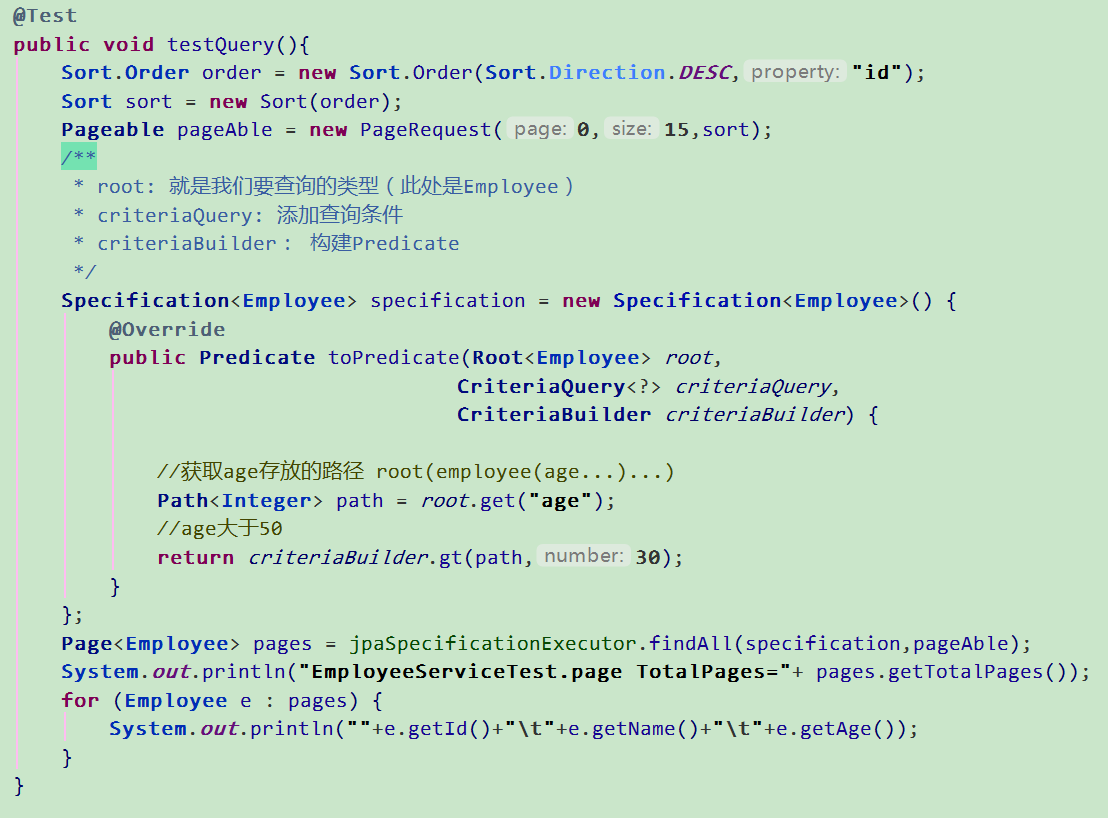 @Test
public void testQuery(){
Sort.Order order = new Sort.Order(Sort.Direction.DESC, property: "id");
Sort sort = new Sort(order);
Pageable pageAble = new PageRequest( page: 0, size: 15,sort);
/**
* root: 就是我们要查询的类型（此处是Employee）
* criteriaQuery: 添加查询条件
* criteriaBuilder： 构建Predicate
*/
Specification<Employee> specification = new Specification<Employee>() {
@Override
public Predicate toPredicate(Root<Employee> root,
CriteriaQuery<?> criteriaQuery,
CriteriaBuilder criteriaBuilder) {
//获取age存放的路径 root(employee(age...)...)
Path<Integer> path = root.get("age");
//age大于50
return criteriaBuilder.gt(path, number: 30);
}
};
Page<Employee> pages = jpaSpecificationExecutor.findAll(specification,pageAble);
System.out.println("EmployeeServiceTest.page TotalPages="+ pages.getTotalPages());
for (Employee e : pages) {
System.out.println(""+e.getId()+"\t"+e.getName()+"\t"+e.getAge());
}
}